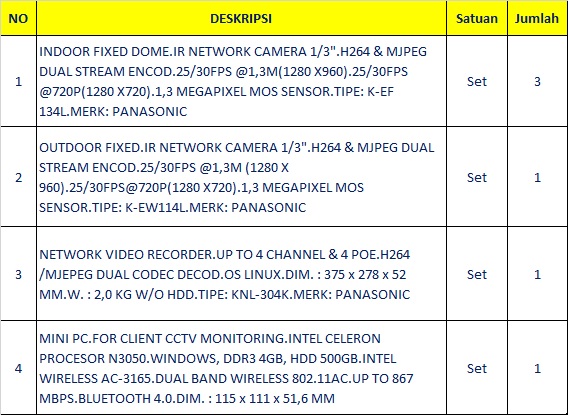 NO DESKRIPSI Satuan Jumlah
INDOOR FIXED DOME.IR NETWORK CAMERA 1/3".H264 & MJPEG
DUAL STREAM ENCOD.25/30FPS @1,3M(1280 X960).25/30FPS
1 Set 3
@720P(1280 X720).1,3 MEGAPIXEL MOS SENSOR.TIPE: K-EF
134L.MERK: PANASONIC
OUTDOOR FIXED.IR NETWORK CAMERA 1/3".H264 & MJPEG DUAL
STREAM ENCOD.25/30FPS @1,3M (1280 X
2 Set 1
960).25/30FPS@720P(1280 X720).1,3 MEGAPIXEL MOS
SENSOR.TIPE: K-EW114L.MERK: PANASONIC
NETWORK VIDEO RECORDER.UP TO 4 CHANNEL & 4 POE.H264
3 /MJEPEG DUAL CODEC DECOD.OS LINUX.DIM. : 375 x 278 x 52 Set 1
MM.W. : 2,0 KG W/O HDD.TIPE: KNL-304K.MERK: PANASONIC
MINI PC.FOR CLIENT CCTV MONITORING.INTEL CELERON
PROCESOR N3050.WINDOWS, DDR3 4GB, HDD 500GB.INTEL
4 Set 1
WIRELESS AC-3165.DUAL BAND WIRELESS 802.11AC.UP TO 867
MBPS.BLUETOOTH 4.0.DIM. : 115 x 111 x 51,6 MM